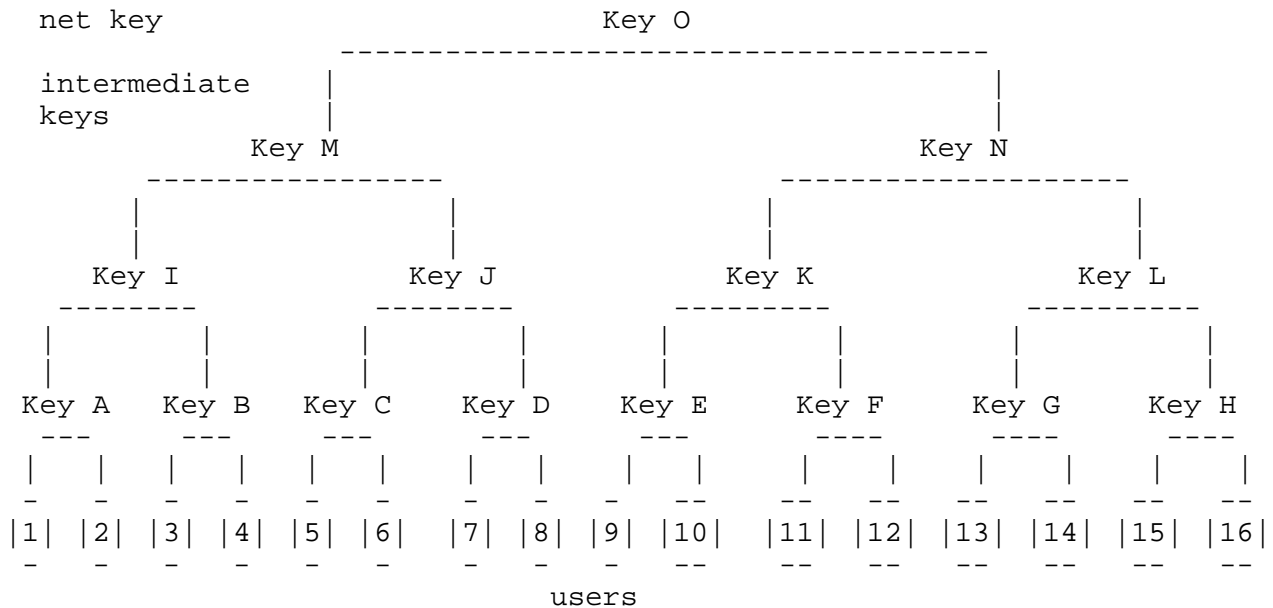 net key Key O
intermediate
keys
Key M Key N
Key I Key J Key K Key L
Key A Key B Key C Key D Key E Key F Key G Key H
|1| |2| |3| |4| |5| |6| |7| |8| |9| |10| |11| |12| |13| |14| |15| |16|
users